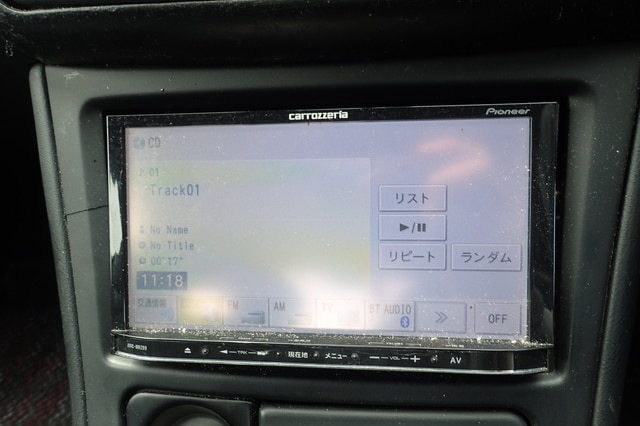 carrozzeria
Pioneer
CD
01
Track01
No Name
No Title
00'17"
11:18
リスト
►/II
リピート ランダム
交通情報 FM AM TV BT AUDIO OFF
TRK 現在地 メニュー − VOL + AV